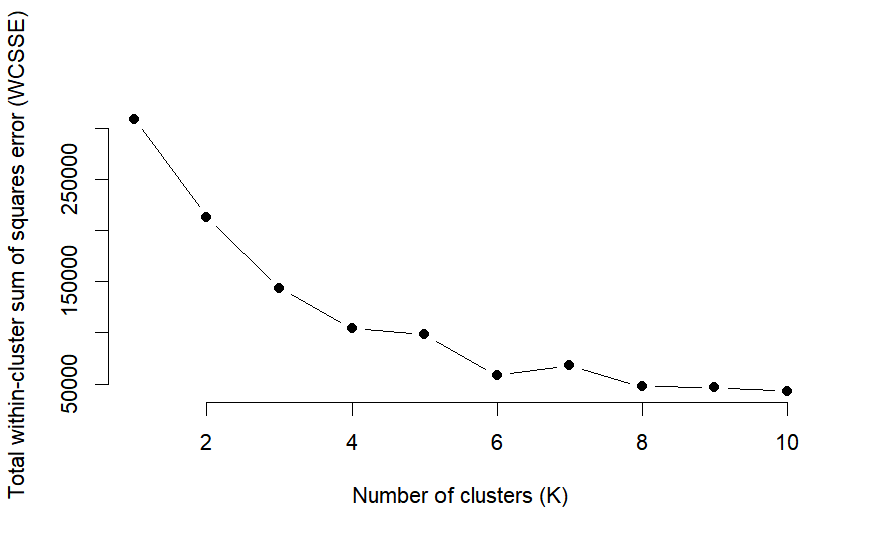 Total within-cluster sum of squares error (WCSSE)
250000
150000
50000
2 4 6 8 10
Number of clusters (K)